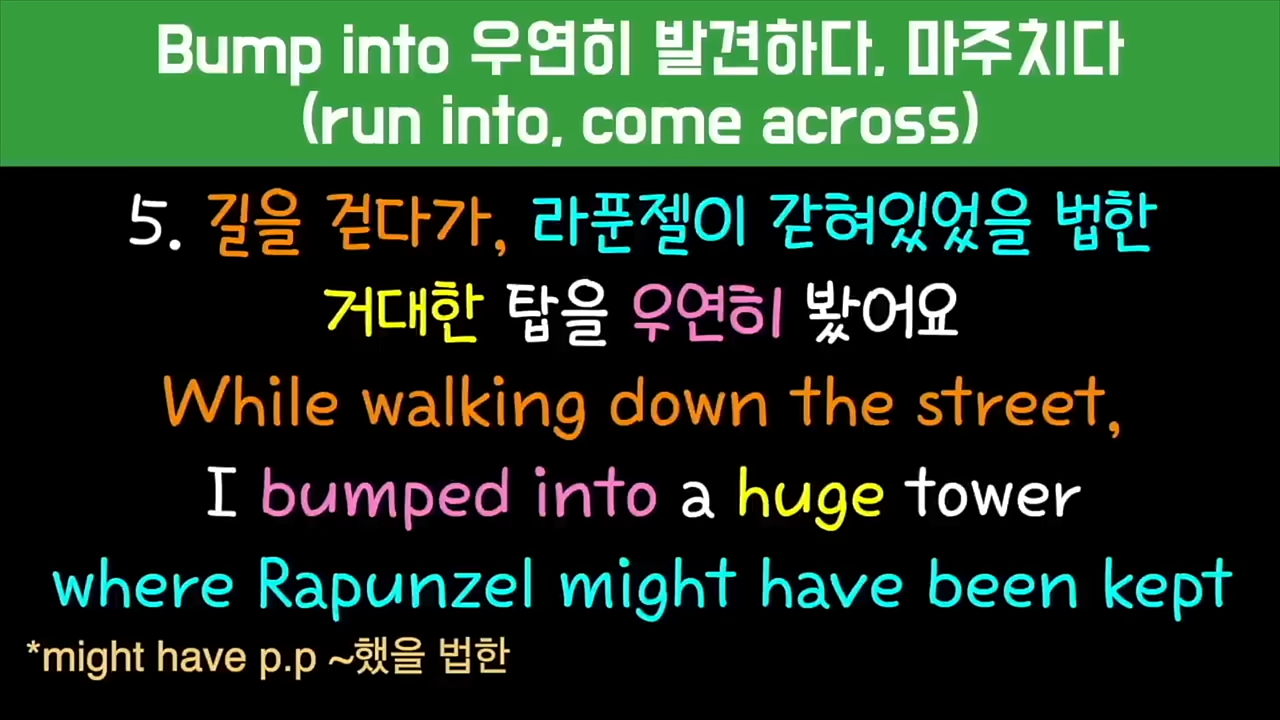 Bump into 우연히 발견하다, 마주치다
(run into, come across)
5. 길을 걷다가, 라푼젤이 갇혀있었을 법한
거대한 탑을 우연히 봤어요
While walking down the street,
I bumped into a huge tower
where Rapunzel might have been kept
*might have p.p ~했을 법한